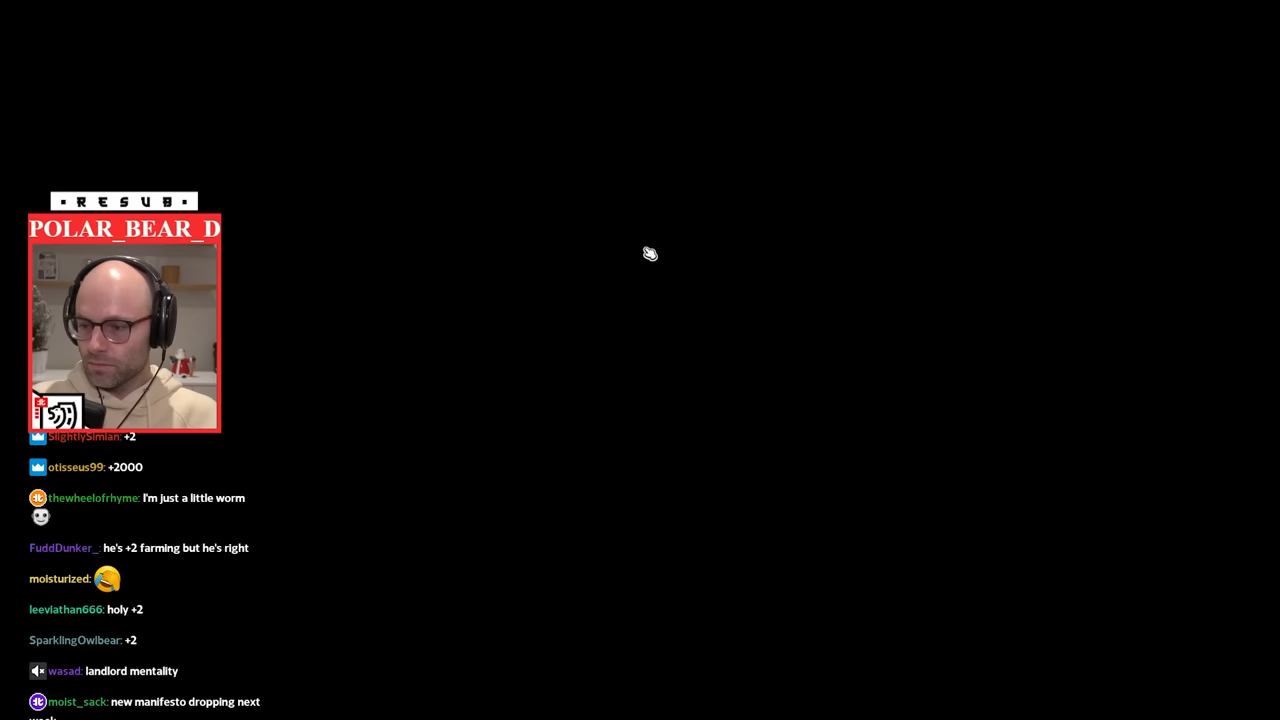 • R E S U B •
POLAR_BEAR_D
SlightlySimian: +2
otisseus99: +2000
thewheelofrhyme: I'm just a little worm
FuddDunker_: he's +2 farming but he's right
moisturized:
leeviathan666: holy +2
SparklingOwlbear: +2
wasad: landlord mentality
moist_sack: new manifesto dropping next